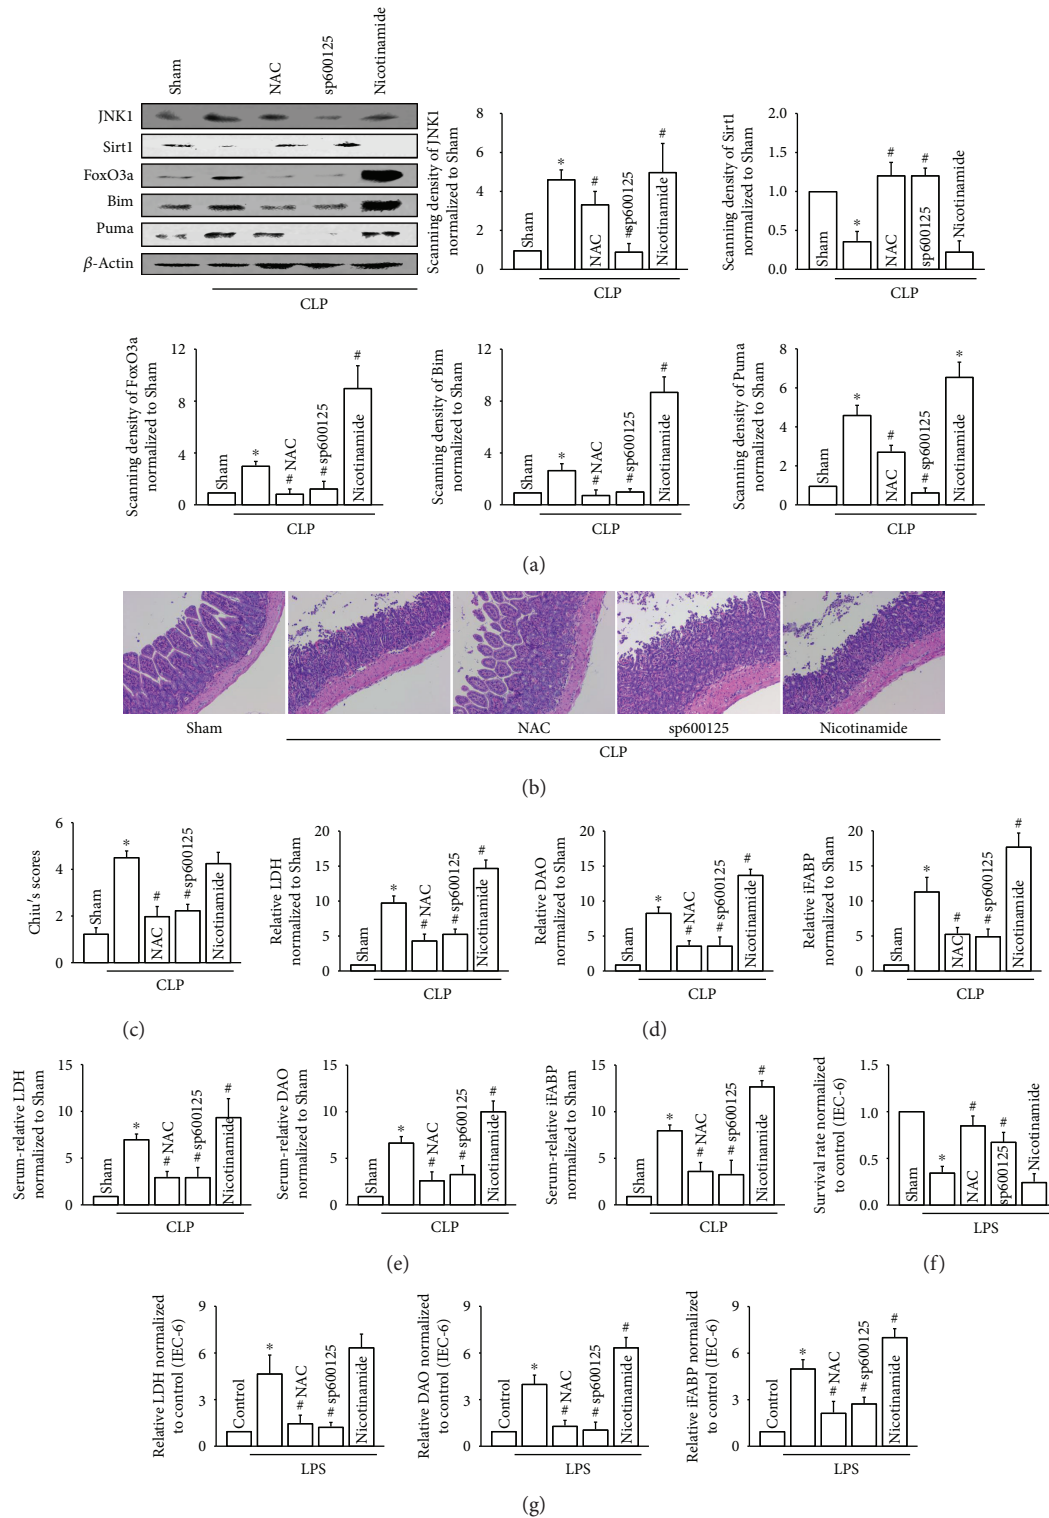 Sham
NAC
sp600125
Nicotinamide
JNK1
Sirt1
FoxO3a
Bim
Puma
β-Actin
CLP
Scanning density of JNK1
normalized to Sham
8
6
4
2
0
Sham
*
#
NAC
# sp600125
#
Nicotinamide
CLP
Scanning density of Sirt1
normalized to Sham
2.0
1.5
1.0
0.5
0.0
Sham
*
#
NAC
#
sp600125
Nicotinamide
CLP
Scanning density of FoxO3a
normalized to Sham
12
8
4
0
Sham
*
# NAC
# sp600125
#
Nicotinamide
CLP
Scanning density of Bim
normalized to Sham
12
8
4
0
Sham
*
# NAC
# sp600125
#
Nicotinamide
CLP
Scanning density of Puma
normalized to Sham
8
6
4
2
0
Sham
*
#
NAC
# sp600125
*
Nicotinamide
CLP
(a)
Sham
NAC
sp600125
Nicotinamide
CLP
(b)
Chiu's scores
6
4
2
0
Sham
*
#
NAC
# sp600125
Nicotinamide
CLP
(c)
Relative LDH
normalized to Sham
20
15
10
5
0
Sham
*
# NAC
# sp600125
#
Nicotinamide
CLP
Relative DAO
normalized to Sham
20
15
10
5
0
Sham
*
# NAC
# sp600125
#
Nicotinamide
CLP
Relative iFABP
normalized to Sham
20
15
10
5
0
Sham
*
#
NAC
# sp600125
#
Nicotinamide
CLP
(d)
Serum-relative LDH
normalized to Sham
15
10
5
0
Sham
*
# NAC
# sp600125
#
Nicotinamide
CLP
Serum-relative DAO
normalized to Sham
15
10
5
0
Sham
*
# NAC
# sp600125
#
Nicotinamide
CLP
Serum-relative iFABP
normalized to Sham
15
10
5
0
Sham
*
# NAC
# sp600125
#
Nicotinamide
CLP
(e)
Survival rate normalized
to control (IEC-6)
1.5
1.0
0.5
0.0
Sham
*
#
NAC
#
sp600125
Nicotinamide
LPS
(f)
Relative LDH normalized
to control (IEC-6)
9
6
3
0
Control
*
# NAC
# sp600125
Nicotinamide
LPS
Relative DAO normalized
to control (IEC-6)
9
6
3
0
Control
*
# NAC
# sp600125
#
Nicotinamide
LPS
Relative iFABP normalized
to control (IEC-6)
9
6
3
0
Control
*
# NAC
# sp600125
#
Nicotinamide
LPS
(g)